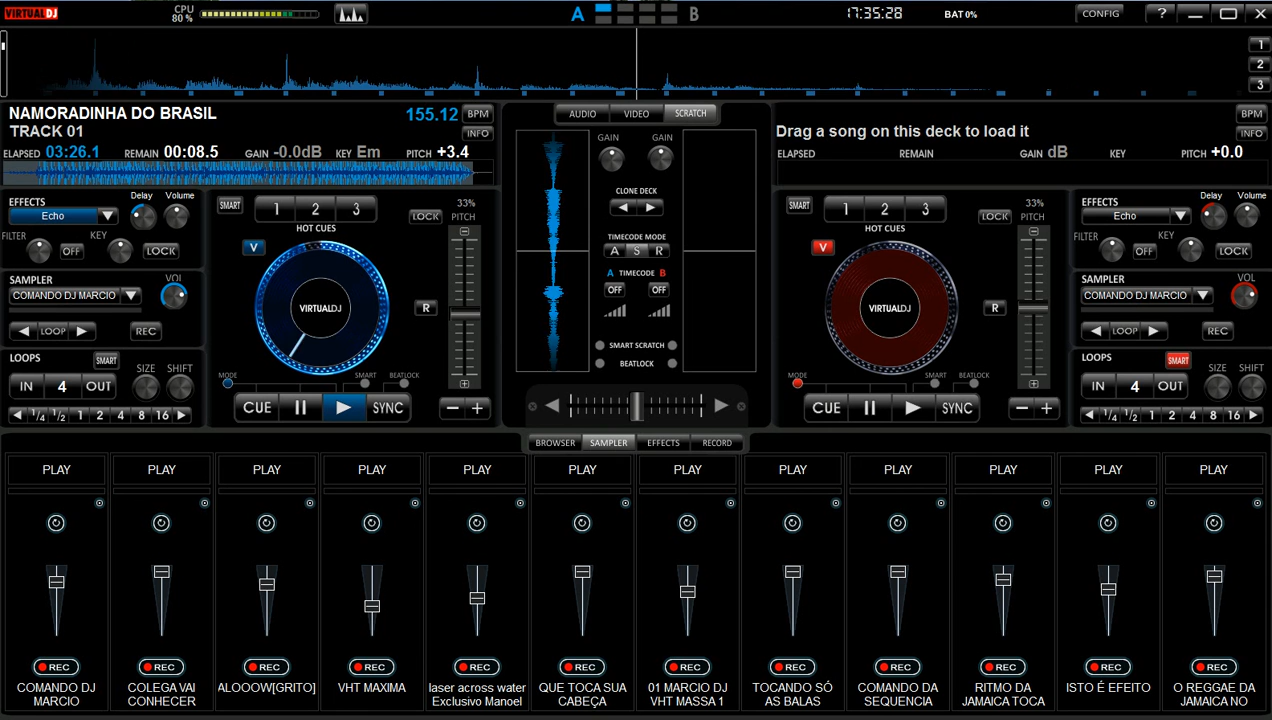 VIRTUAL DJ
CPU
80 %
A
B
17:35:28
BAT 0%
CONFIG
?
1
2
3
NAMORADINHA DO BRASIL
155.12
BPM
TRACK 01
INFO
ELAPSED 03:26.1 REMAIN 00:08.5 GAIN -0.0dB KEY Em PITCH +3.4
AUDIO VIDEO SCRATCH
BPM
Drag a song on this deck to load it
INFO
ELAPSED REMAIN GAIN dB KEY PITCH +0.0
EFFECTS
Delay Volume
Echo
FILTER OFF KEY LOCK
SAMPLER
VOL
COMANDO DJ MARCIO
LOOP REC
LOOPS SMART
SIZE SHIFT
IN 4 OUT
1/4 1/2 1 2 4 8 16
SMART 1 2 3 LOCK
HOT CUES
33%
PITCH
V
VIRTUALDJ
R
MODE SMART BEATLOCK
CUE SYNC
GAIN GAIN
CLONE DECK
TIMECODE MODE
A S R
A TIMECODE B
OFF OFF
SMART SCRATCH
BEATLOCK
SMART 1 2 3 LOCK
HOT CUES
33%
PITCH
V
VIRTUALDJ
R
MODE SMART BEATLOCK
CUE SYNC
EFFECTS
Delay Volume
Echo
FILTER OFF KEY LOCK
SAMPLER
VOL
COMANDO DJ MARCIO
LOOP REC
LOOPS SMART
SIZE SHIFT
IN 4 OUT
1/4 1/2 1 2 4 8 16
BROWSER SAMPLER EFFECTS RECORD
PLAY PLAY PLAY PLAY PLAY PLAY PLAY PLAY PLAY PLAY PLAY PLAY
REC REC REC REC REC REC REC REC REC REC REC REC
COMANDO DJ
MARCIO
COLEGA VAI
CONHECER
ALOOOW[GRITO]
VHT MAXIMA
laser across water
Exclusivo Manoel
QUE TOCA SUA
CABEÇA
01 MARCIO DJ
VHT MASSA 1
TOCANDO SÓ
AS BALAS
COMANDO DA
SEQUENCIA
RITMO DA
JAMAICA TOCA
ISTO É EFEITO
O REGGAE DA
JAMAICA NO